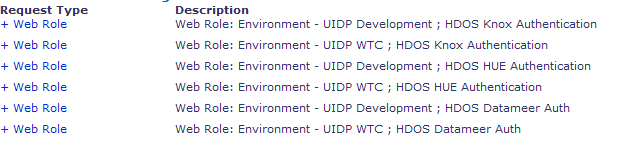 Request Type Description
+ Web Role Web Role: Environment - UIDP Development ; HDOS Knox Authentication
+ Web Role Web Role: Environment - UIDP WTC ; HDOS Knox Authentication
+ Web Role Web Role: Environment - UIDP Development ; HDOS HUE Authentication
+ Web Role Web Role: Environment - UIDP WTC ; HDOS HUE Authentication
+ Web Role Web Role: Environment - UIDP Development ; HDOS Datameer Auth
+ Web Role Web Role: Environment - UIDP WTC ; HDOS Datameer Auth